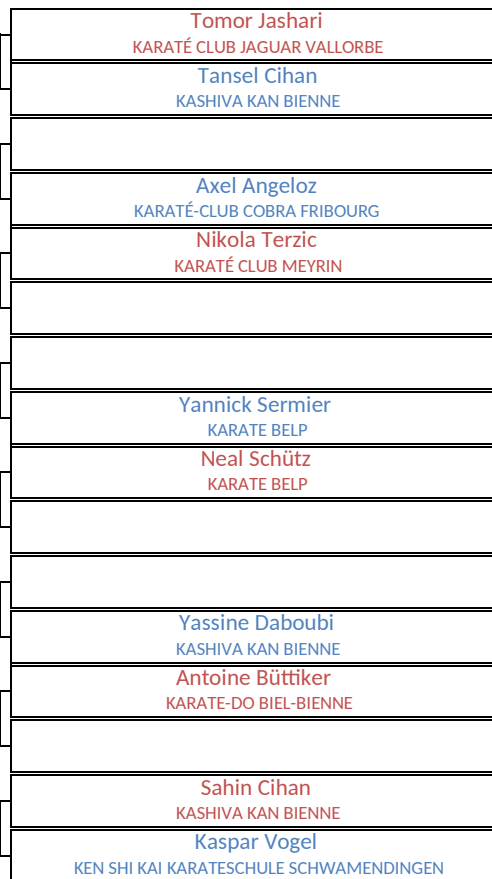 Tomor Jashari
KARATÉ CLUB JAGUAR VALLORBE
Tansel Cihan
KASHIVA KAN BIENNE
Axel Angeloz
KARATÉ-CLUB COBRA FRIBOURG
Nikola Terzic
KARATÉ CLUB MEYRIN
Yannick Sermier
KARATE BELP
Neal Schütz
KARATE BELP
Yassine Daboubi
KASHIVA KAN BIENNE
Antoine Büttiker
KARATE-DO BIEL-BIENNE
Sahin Cihan
KASHIVA KAN BIENNE
Kaspar Vogel
KEN SHI KAI KARATESCHULE SCHWAMENDINGEN